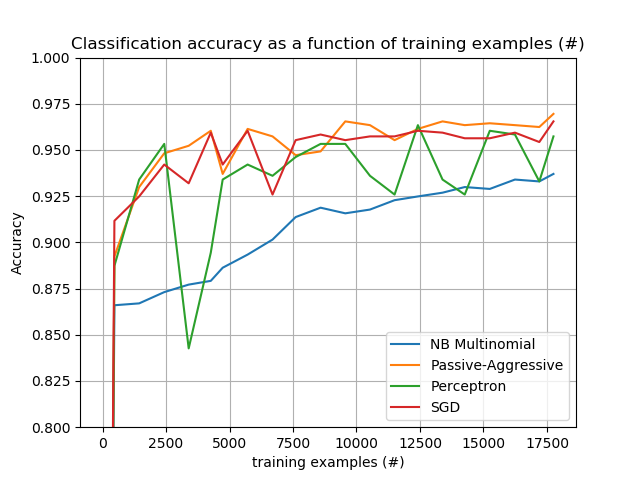 Classification accuracy as a function of training examples (#)
1.000
0.975
0.950
0.925
0.900
0.875
0.850
0.825
0.800
Accuracy
NB Multinomial
Passive-Aggressive
Perceptron
SGD
0 2500 5000 7500 10000 12500 15000 17500
training examples (#)